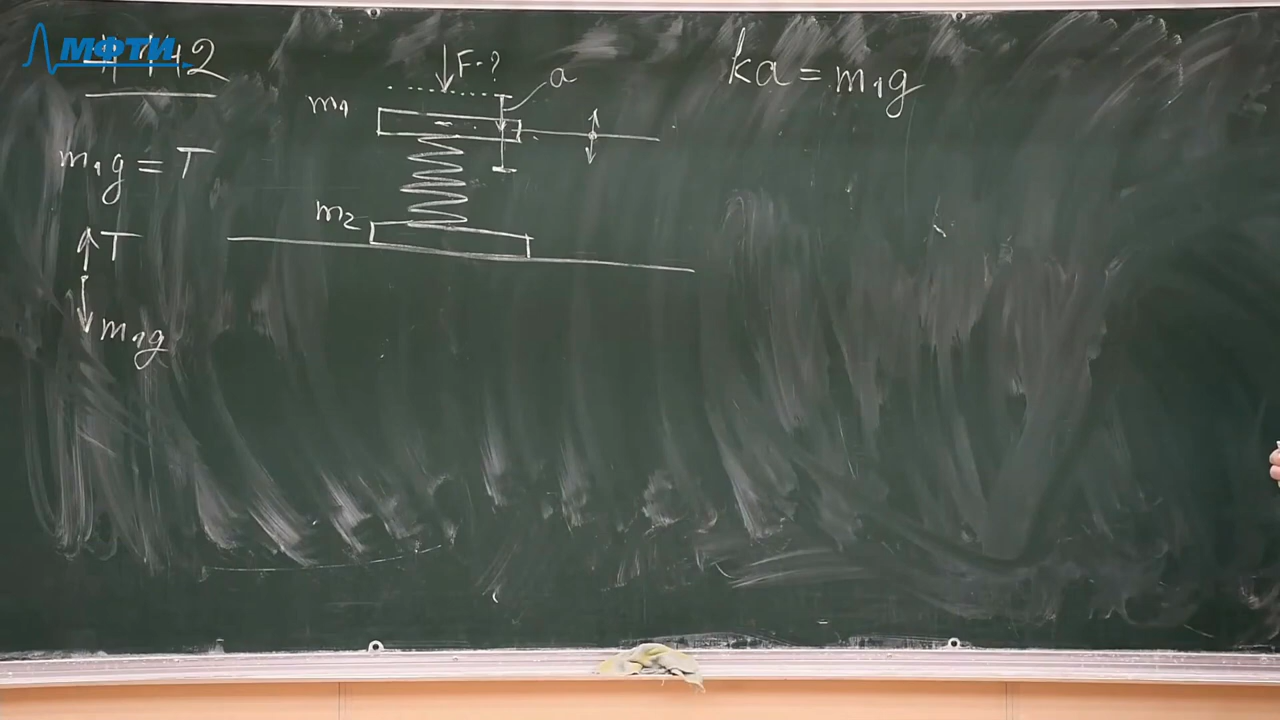 МФТИ
F-?
a
ka = m₁g
m₁
m₁g = T
m₂
T
m₁g